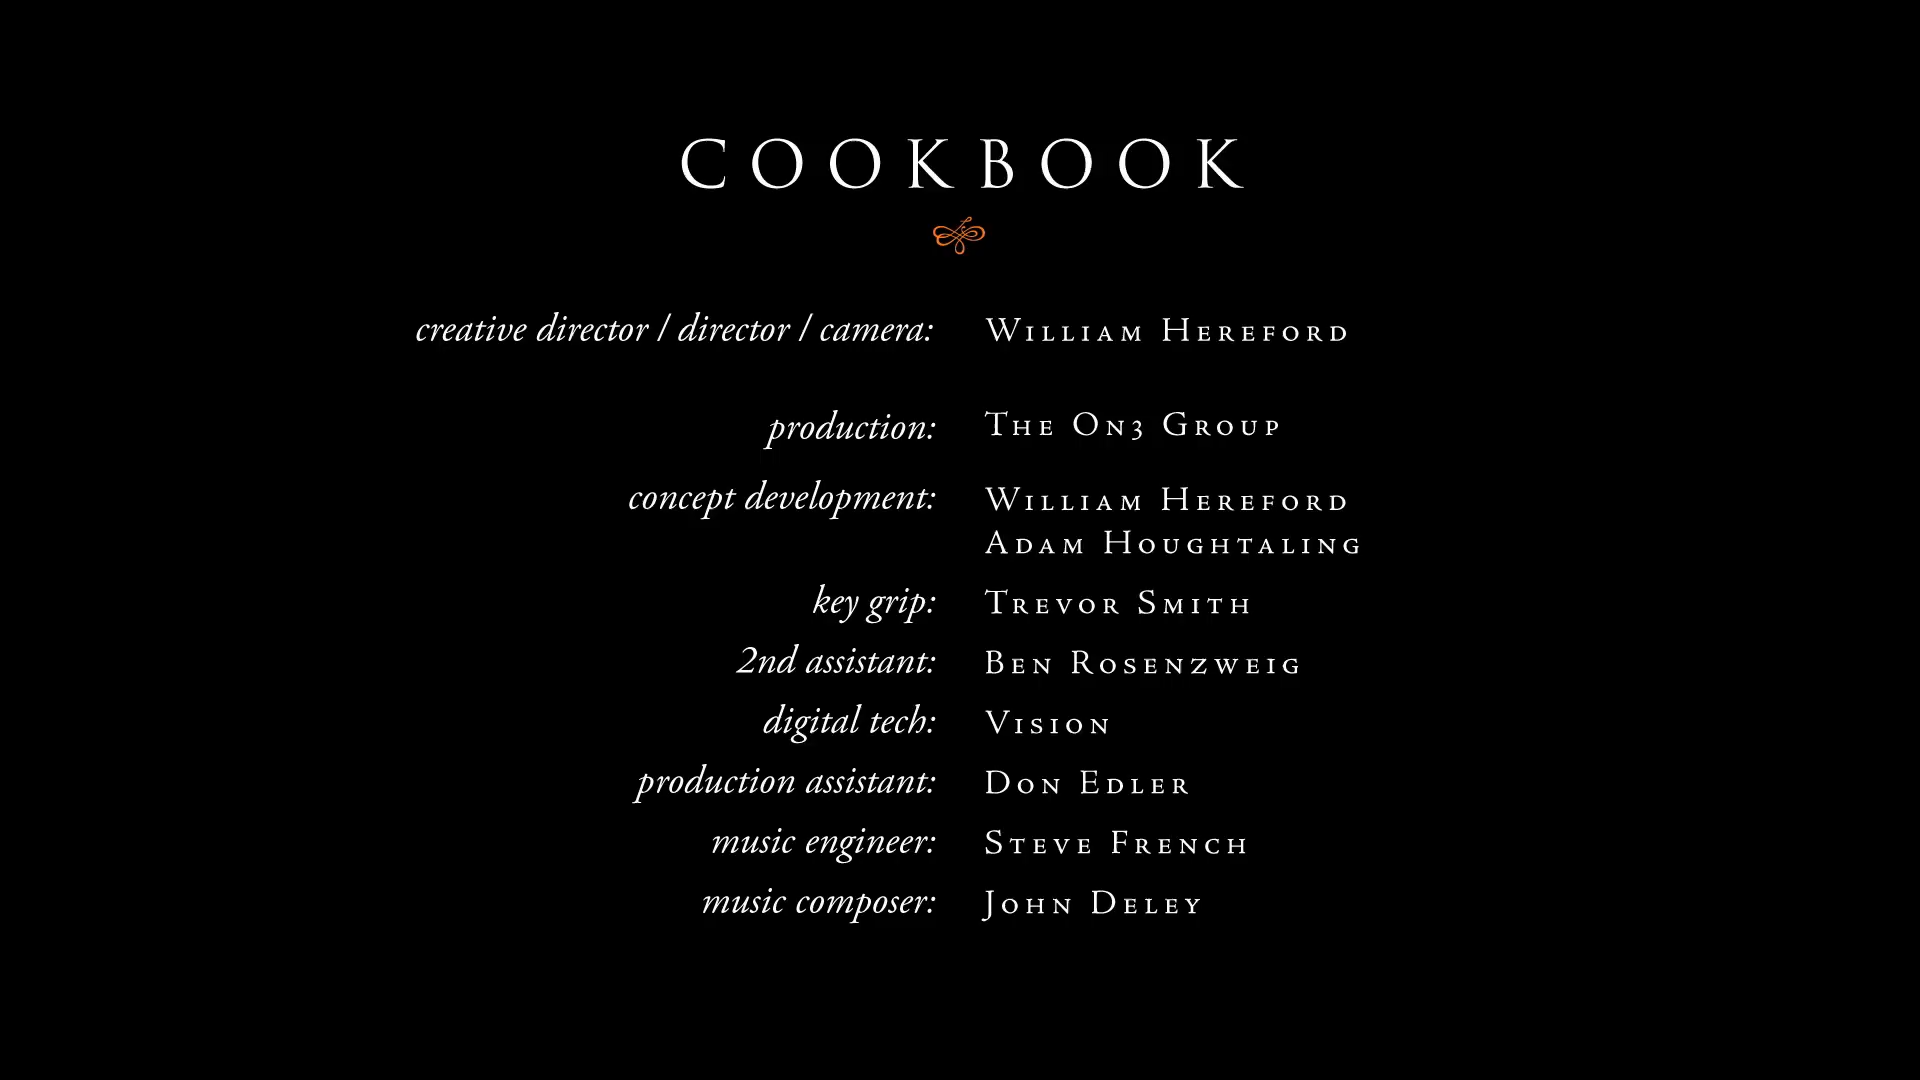 COOKBOOK
creative director / director / camera: William Hereford
production: The On3 Group
concept development: William Hereford
Adam Houghtaling
key grip: Trevor Smith
2nd assistant: Ben Rosenzweig
digital tech: Vision
production assistant: Don Edler
music engineer: Steve French
music composer: John Deley